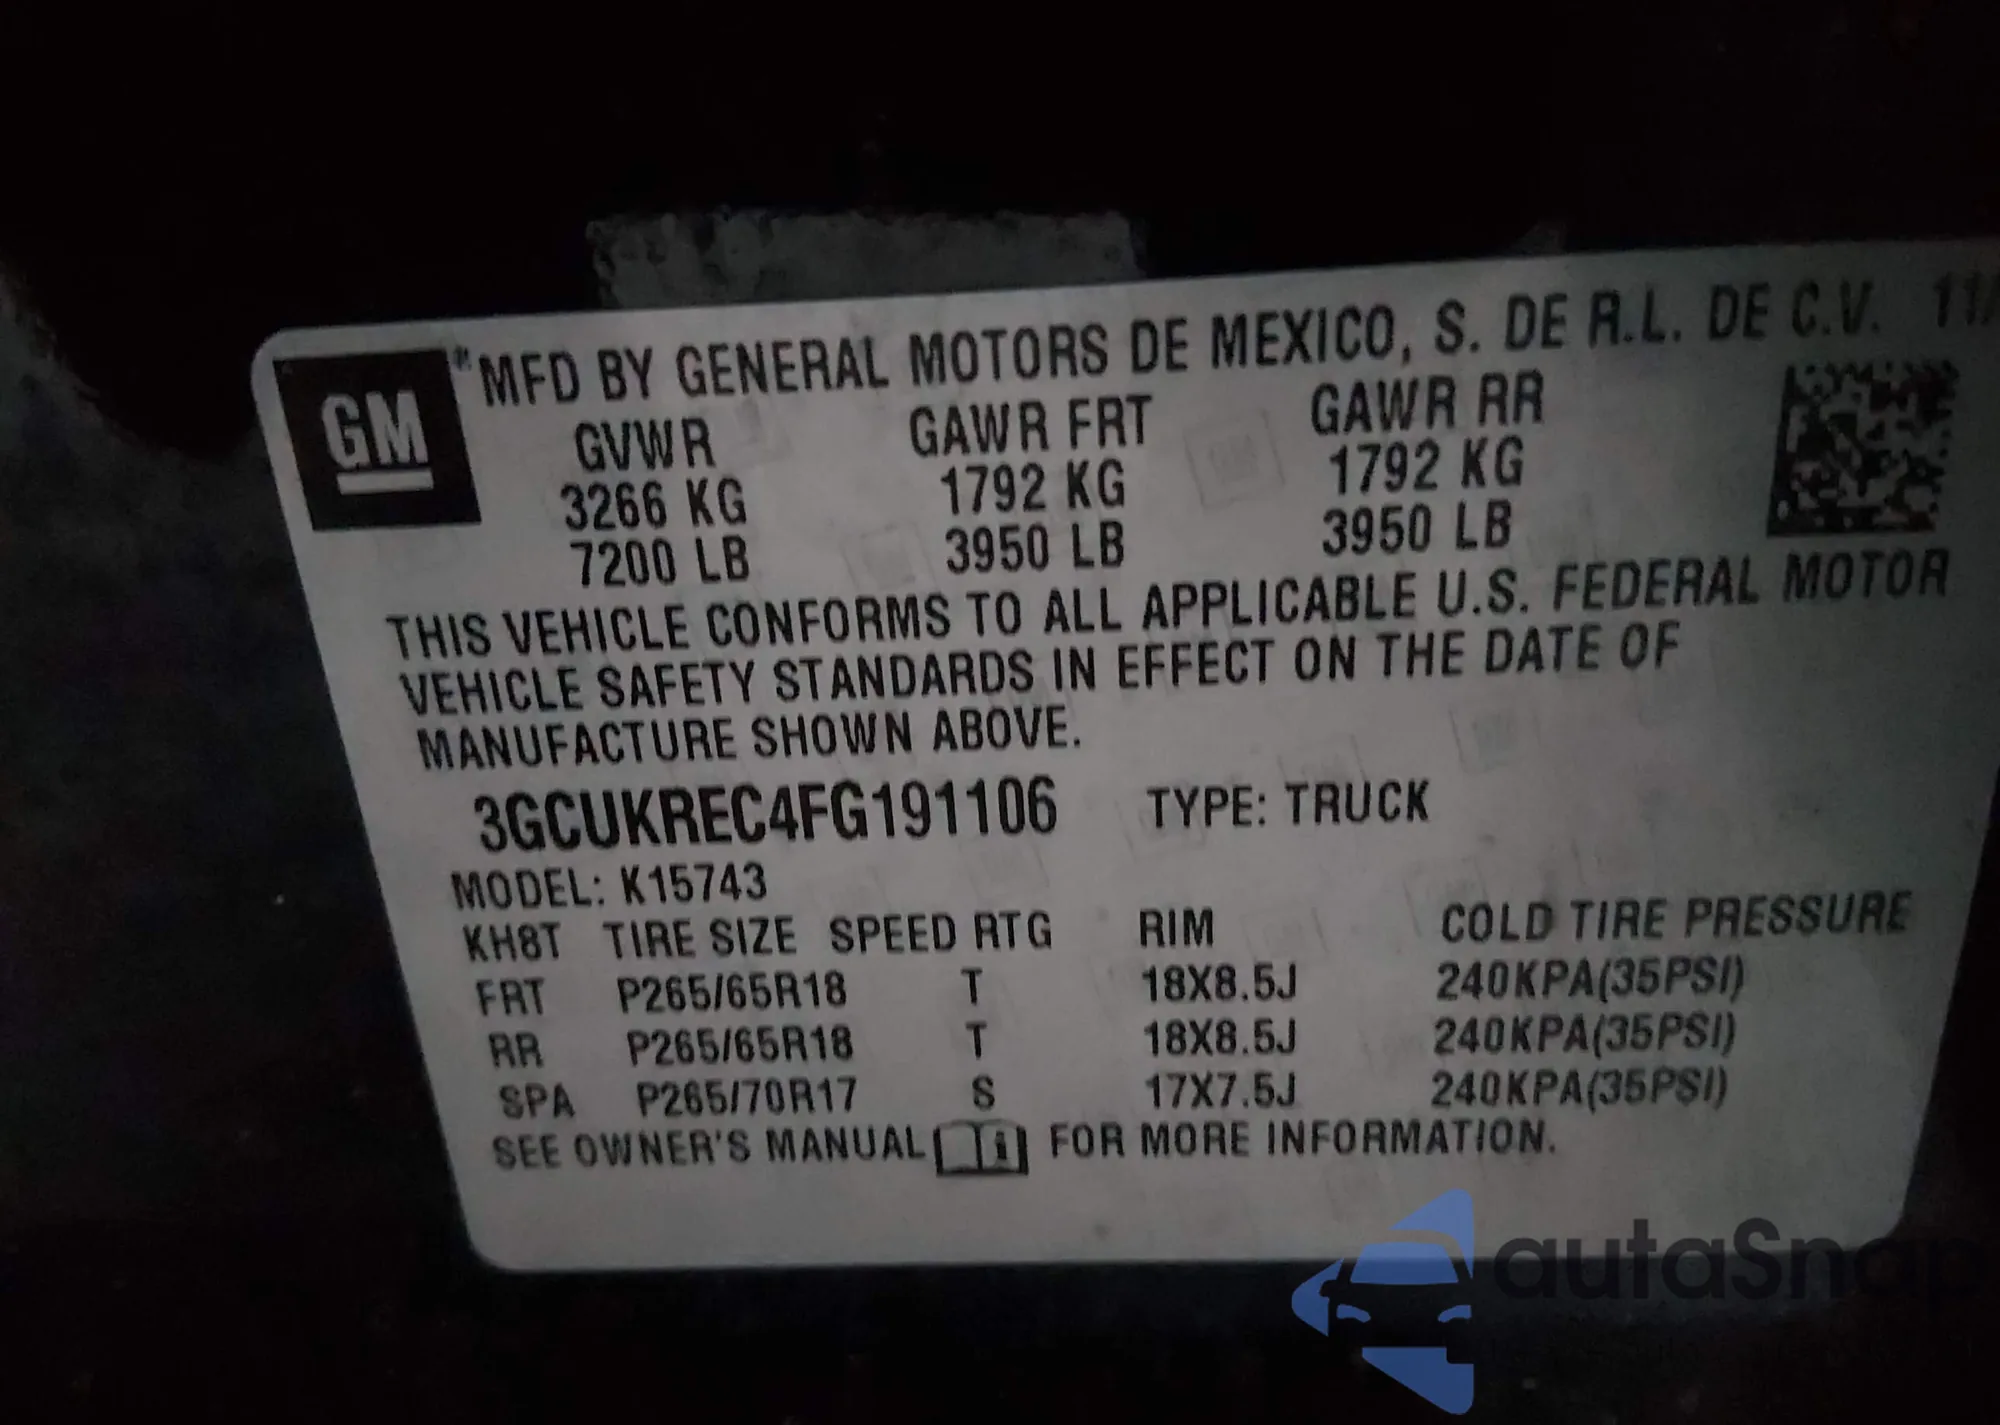 GM
MFD BY GENERAL MOTORS DE MEXICO, S. DE R.L. DE C.V. 11/
GVWR GAWR FRT GAWR RR
3266 KG 1792 KG 1792 KG
7200 LB 3950 LB 3950 LB
THIS VEHICLE CONFORMS TO ALL APPLICABLE U.S. FEDERAL MOTOR
VEHICLE SAFETY STANDARDS IN EFFECT ON THE DATE OF
MANUFACTURE SHOWN ABOVE.
3GCUKREC4FG191106 TYPE: TRUCK
MODEL: K15743
KH8T TIRE SIZE SPEED RTG RIM COLD TIRE PRESSURE
FRT P265/65R18 T 18X8.5J 240KPA(35PSI)
RR P265/65R18 T 18X8.5J 240KPA(35PSI)
SPA P265/70R17 S 17X7.5J 240KPA(35PSI)
SEE OWNER'S MANUAL FOR MORE INFORMATION.
autaSnap